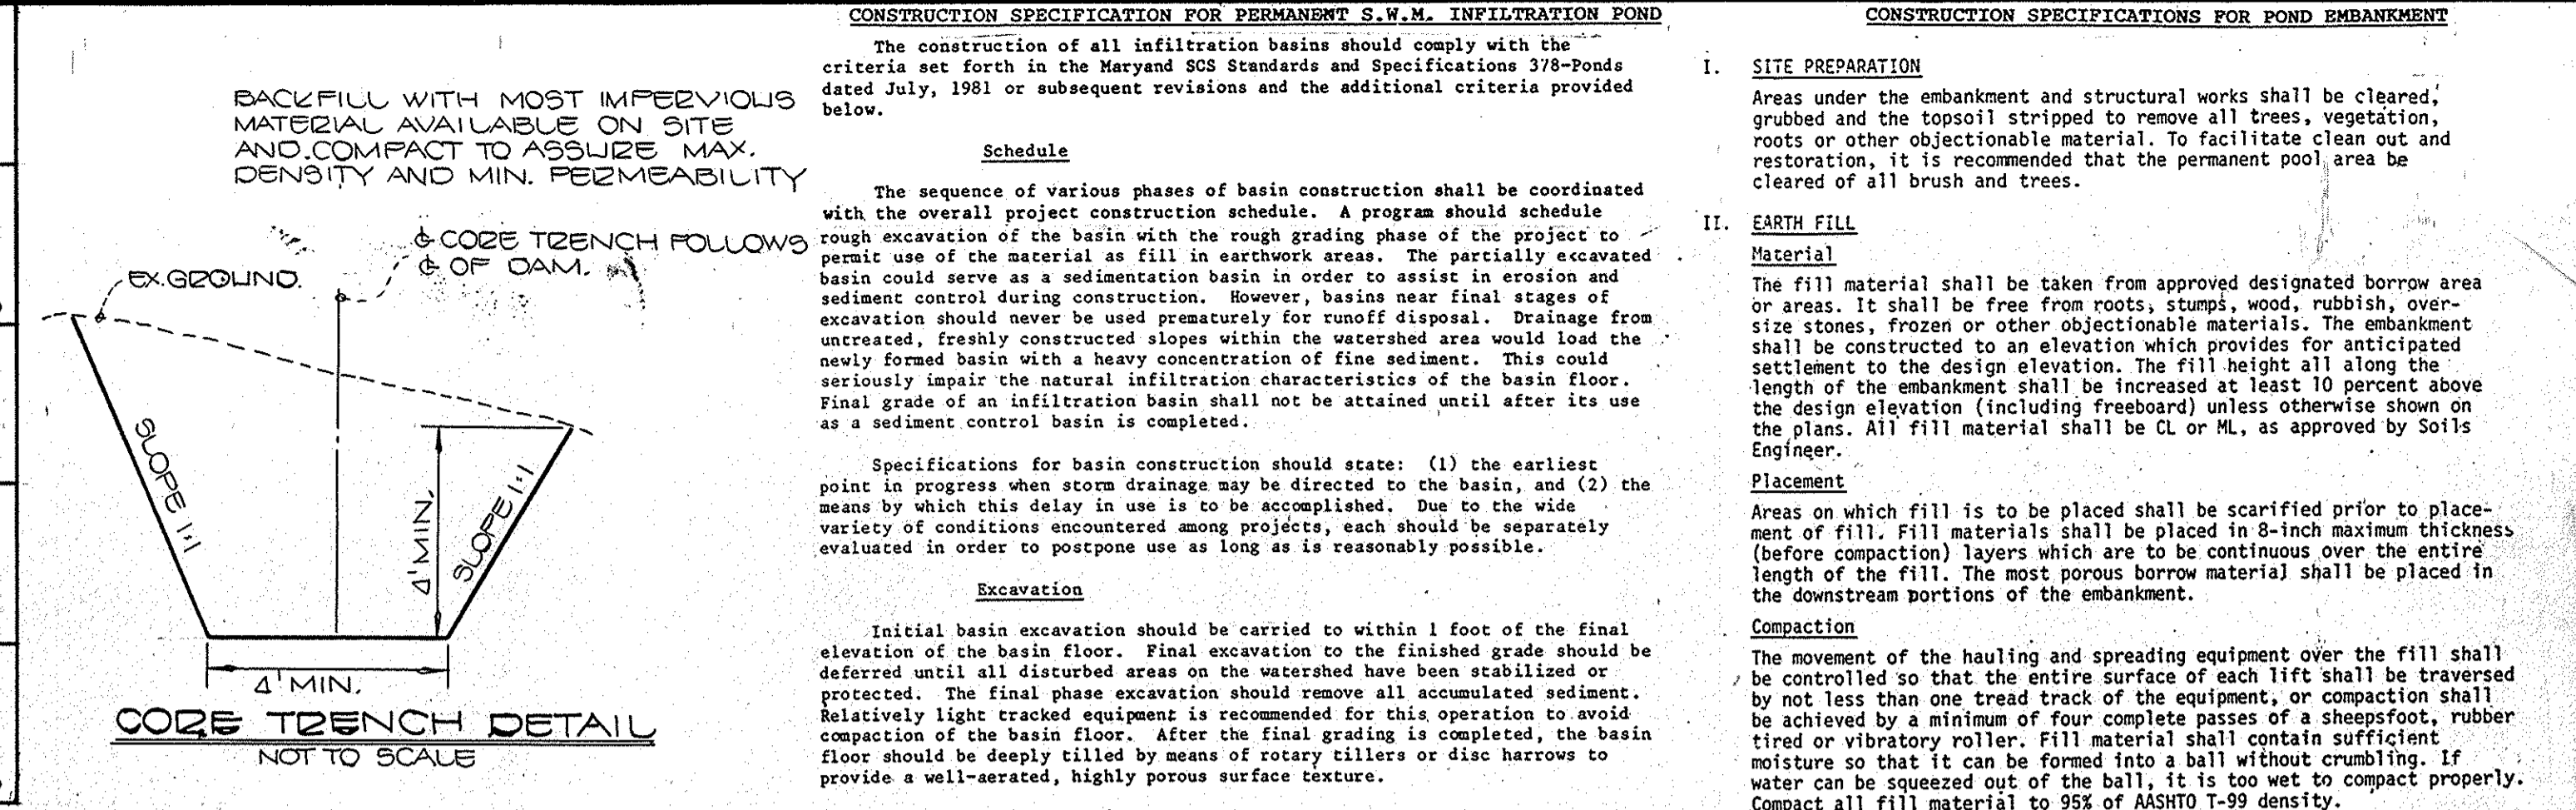 BACKFILL WITH MOST IMPERVIOUS
MATERIAL AVAILABLE ON SITE
AND COMPACT TO ASSURE MAX.
DENSITY AND MIN. PERMEABILITY
℄ CORE TRENCH FOLLOWS
℄ OF DAM.
EX. GROUND.
SLOPE 1:1
4' MIN.
SLOPE 1:1
4' MIN.
CORE TRENCH DETAIL
NOT TO SCALE
CONSTRUCTION SPECIFICATION FOR PERMANENT S.W.M. INFILTRATION POND
The construction of all infiltration basins should comply with the
criteria set forth in the Maryand SCS Standards and Specifications 378-Ponds
dated July, 1981 or subsequent revisions and the additional criteria provided
below.
Schedule
The sequence of various phases of basin construction shall be coordinated
with the overall project construction schedule. A program should schedule
rough excavation of the basin with the rough grading phase of the project to
permit use of the material as fill in earthwork areas. The partially excavated
basin could serve as a sedimentation basin in order to assist in erosion and
sediment control during construction. However, basins near final stages of
excavation should never be used prematurely for runoff disposal. Drainage from
untreated, freshly constructed slopes within the watershed area would load the
newly formed basin with a heavy concentration of fine sediment. This could
seriously impair the natural infiltration characteristics of the basin floor.
Final grade of an infiltration basin shall not be attained until after its use
as a sediment control basin is completed.
Specifications for basin construction should state: (1) the earliest
point in progress when storm drainage may be directed to the basin, and (2) the
means by which this delay in use is to be accomplished. Due to the wide
variety of conditions encountered among projects, each should be separately
evaluated in order to postpone use as long as is reasonably possible.
Excavation
Initial basin excavation should be carried to within 1 foot of the final
elevation of the basin floor. Final excavation to the finished grade should be
deferred until all disturbed areas on the watershed have been stabilized or
protected. The final phase excavation should remove all accumulated sediment.
Relatively light tracked equipment is recommended for this operation to avoid
compaction of the basin floor. After the final grading is completed, the basin
floor should be deeply tilled by means of rotary tillers or disc harrows to
provide a well-aerated, highly porous surface texture.
CONSTRUCTION SPECIFICATIONS FOR POND EMBANKMENT
I. SITE PREPARATION
Areas under the embankment and structural works shall be cleared,
grubbed and the topsoil stripped to remove all trees, vegetation,
roots or other objectionable material. To facilitate clean out and
restoration, it is recommended that the permanent pool area be
cleared of all brush and trees.
II. EARTH FILL
Material
The fill material shall be taken from approved designated borrow area
or areas. It shall be free from roots, stumps, wood, rubbish, over-
size stones, frozen or other objectionable materials. The embankment
shall be constructed to an elevation which provides for anticipated
settlement to the design elevation. The fill height all along the
length of the embankment shall be increased at least 10 percent above
the design elevation (including freeboard) unless otherwise shown on
the plans. All fill material shall be CL or ML, as approved by Soils
Engineer.
Placement
Areas on which fill is to be placed shall be scarified prior to place-
ment of fill. Fill materials shall be placed in 8-inch maximum thickness
(before compaction) layers which are to be continuous over the entire
length of the fill. The most porous borrow material shall be placed in
the downstream portions of the embankment.
Compaction
The movement of the hauling and spreading equipment over the fill shall
be controlled so that the entire surface of each lift shall be traversed
by not less than one tread track of the equipment, or compaction shall
be achieved by a minimum of four complete passes of a sheepsfoot, rubber
tired or vibratory roller. Fill material shall contain sufficient
moisture so that it can be formed into a ball without crumbling. If
water can be squeezed out of the ball, it is too wet to compact properly.
Compact all fill material to 95% of AASHTO T-99 density.